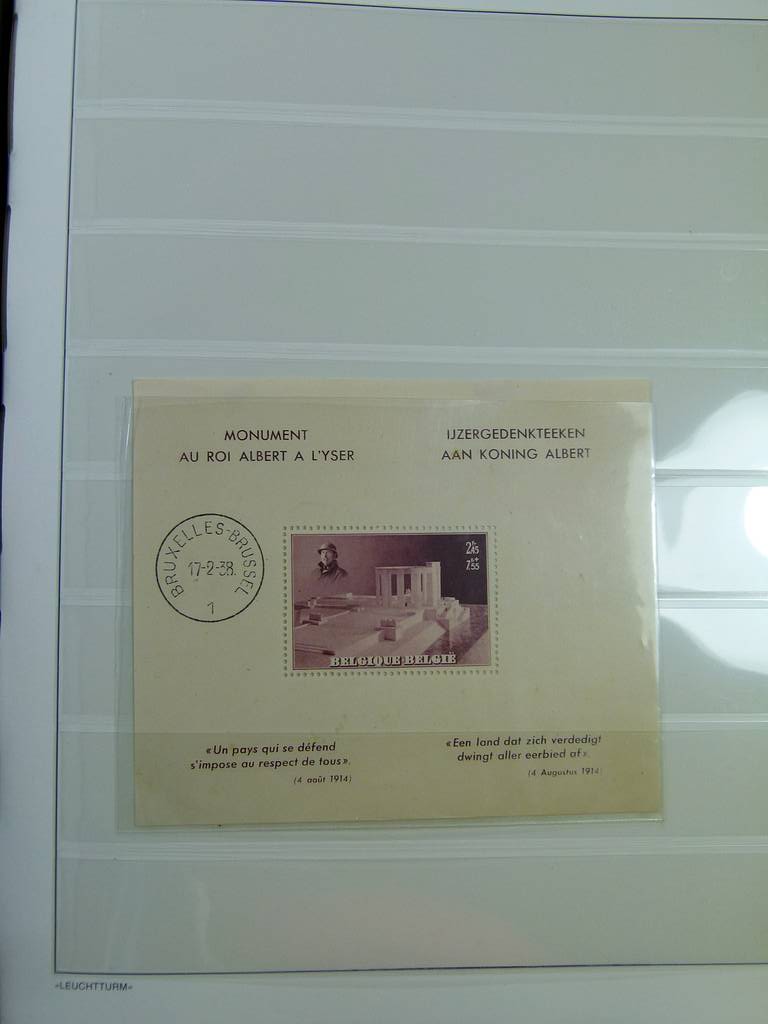 MONUMENT
AU ROI ALBERT A L'YSER
IJZERGEDENKTEEKEN
AAN KONING ALBERT
BRUXELLES-BRUSSEL
17-2-38.
1
2 fr. 45
+
7 fr. 55
BELGIQUE BELGIË
«Un pays qui se défend
s'impose au respect de tous».
(4 août 1914)
«Een land dat zich verdedigt
dwingt aller eerbied af».
(4 Augustus 1914)
»LEUCHTTURM«